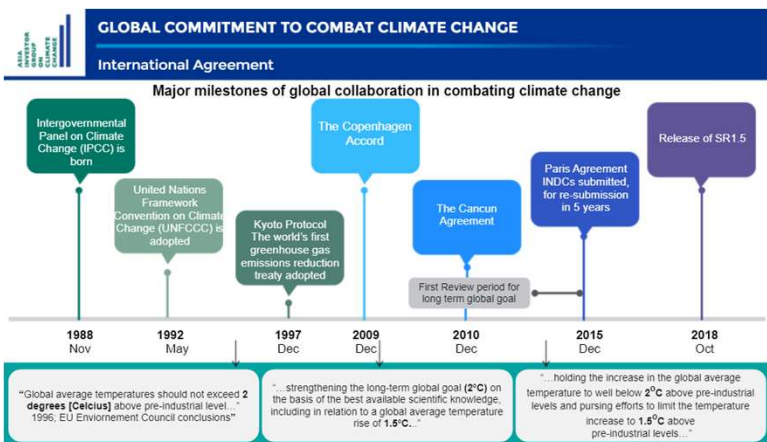 ASIA
INVESTOR
GROUP
ON
CLIMATE
CHANGE
GLOBAL COMMITMENT TO COMBAT CLIMATE CHANGE
International Agreement
Major milestones of global collaboration in combating climate change
Intergovernmental
Panel on Climate
Change (IPCC) is
born
United Nations
Framework
Convention on Climate
Change (UNFCCC) is
adopted
Kyoto Protocol
The world's first
greenhouse gas
emissions reduction
treaty adopted
The Copenhagen
Accord
The Cancun
Agreement
First Review period for
long term global goal
Paris Agreement
INDCs submitted,
for re-submission
in 5 years
Release of SR1.5
1988
Nov
1992
May
1997
Dec
2009
Dec
2010
Dec
2015
Dec
2018
Oct
"Global average temperatures should not exceed 2
degrees [Celcius] above pre-industrial level..."
1996; EU Enviornement Council conclusions"
"...strengthening the long-term global goal (2°C) on
the basis of the best available scientific knowledge,
including in relation to a global average temperature
rise of 1.5°C..."
"...holding the increase in the global average
temperature to well below 2°C above pre-industrial
levels and pursing efforts to limit the temperature
increase to 1.5°C above
pre-industrial levels..."